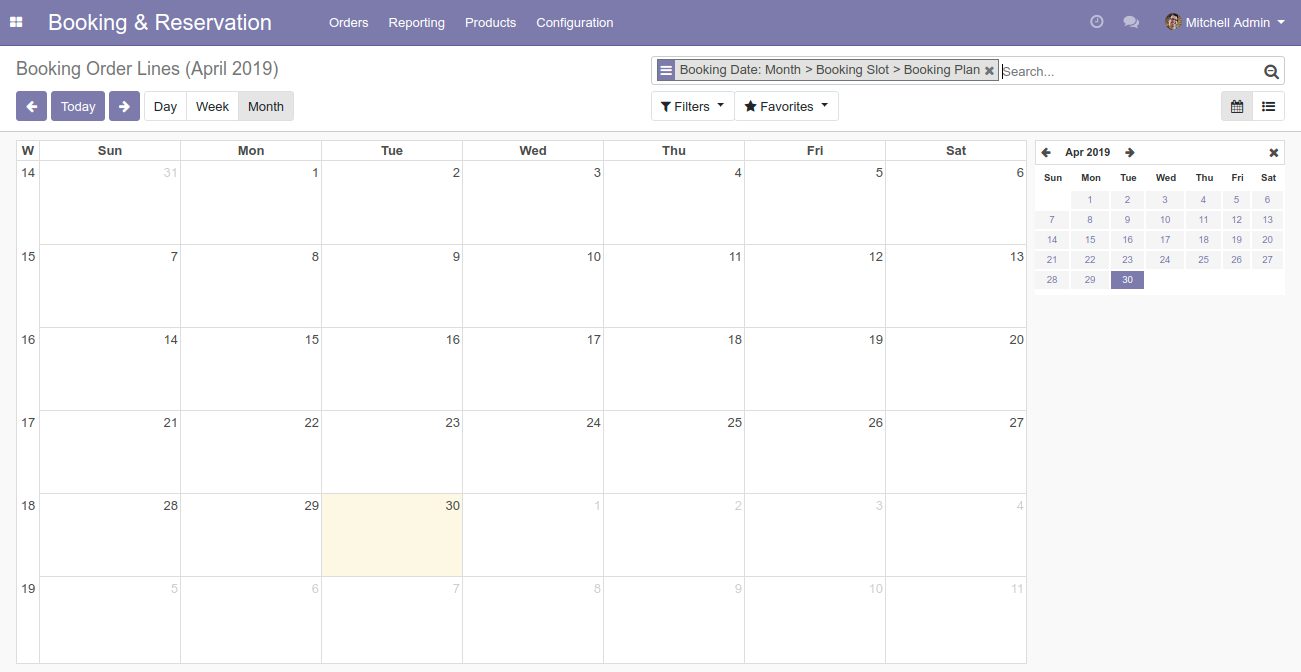 Booking & Reservation Orders Reporting Products Configuration Mitchell Admin
Booking Order Lines (April 2019)
Booking Date: Month > Booking Slot > Booking Plan Search...
Today Day Week Month Filters Favorites
W Sun Mon Tue Wed Thu Fri Sat
14 31 1 2 3 4 5 6
15 7 8 9 10 11 12 13
16 14 15 16 17 18 19 20
17 21 22 23 24 25 26 27
18 28 29 30 1 2 3 4
19 5 6 7 8 9 10 11
Apr 2019
Sun Mon Tue Wed Thu Fri Sat
1 2 3 4 5 6
7 8 9 10 11 12 13
14 15 16 17 18 19 20
21 22 23 24 25 26 27
28 29 30